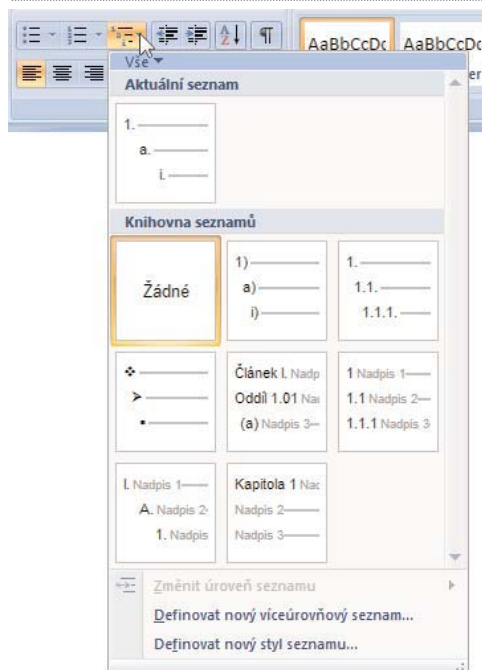 AaBbCcDc AaBbCcDc
Vše
Aktuální seznam
1.
a.
i.
Knihovna seznamů
Žádné
1)
a)
i)
1.
1.1.
1.1.1.
Článek I. Nadp
Oddíl 1.01 Na
(a) Nadpis 3
1 Nadpis 1
1.1 Nadpis 2
1.1.1 Nadpis 3
I. Nadpis 1
A. Nadpis 2
1. Nadpis
Kapitola 1 Na
Nadpis 2
Nadpis 3
Změnit úroveň seznamu
Definovat nový víceúrovňový seznam...
Definovat nový styl seznamu...